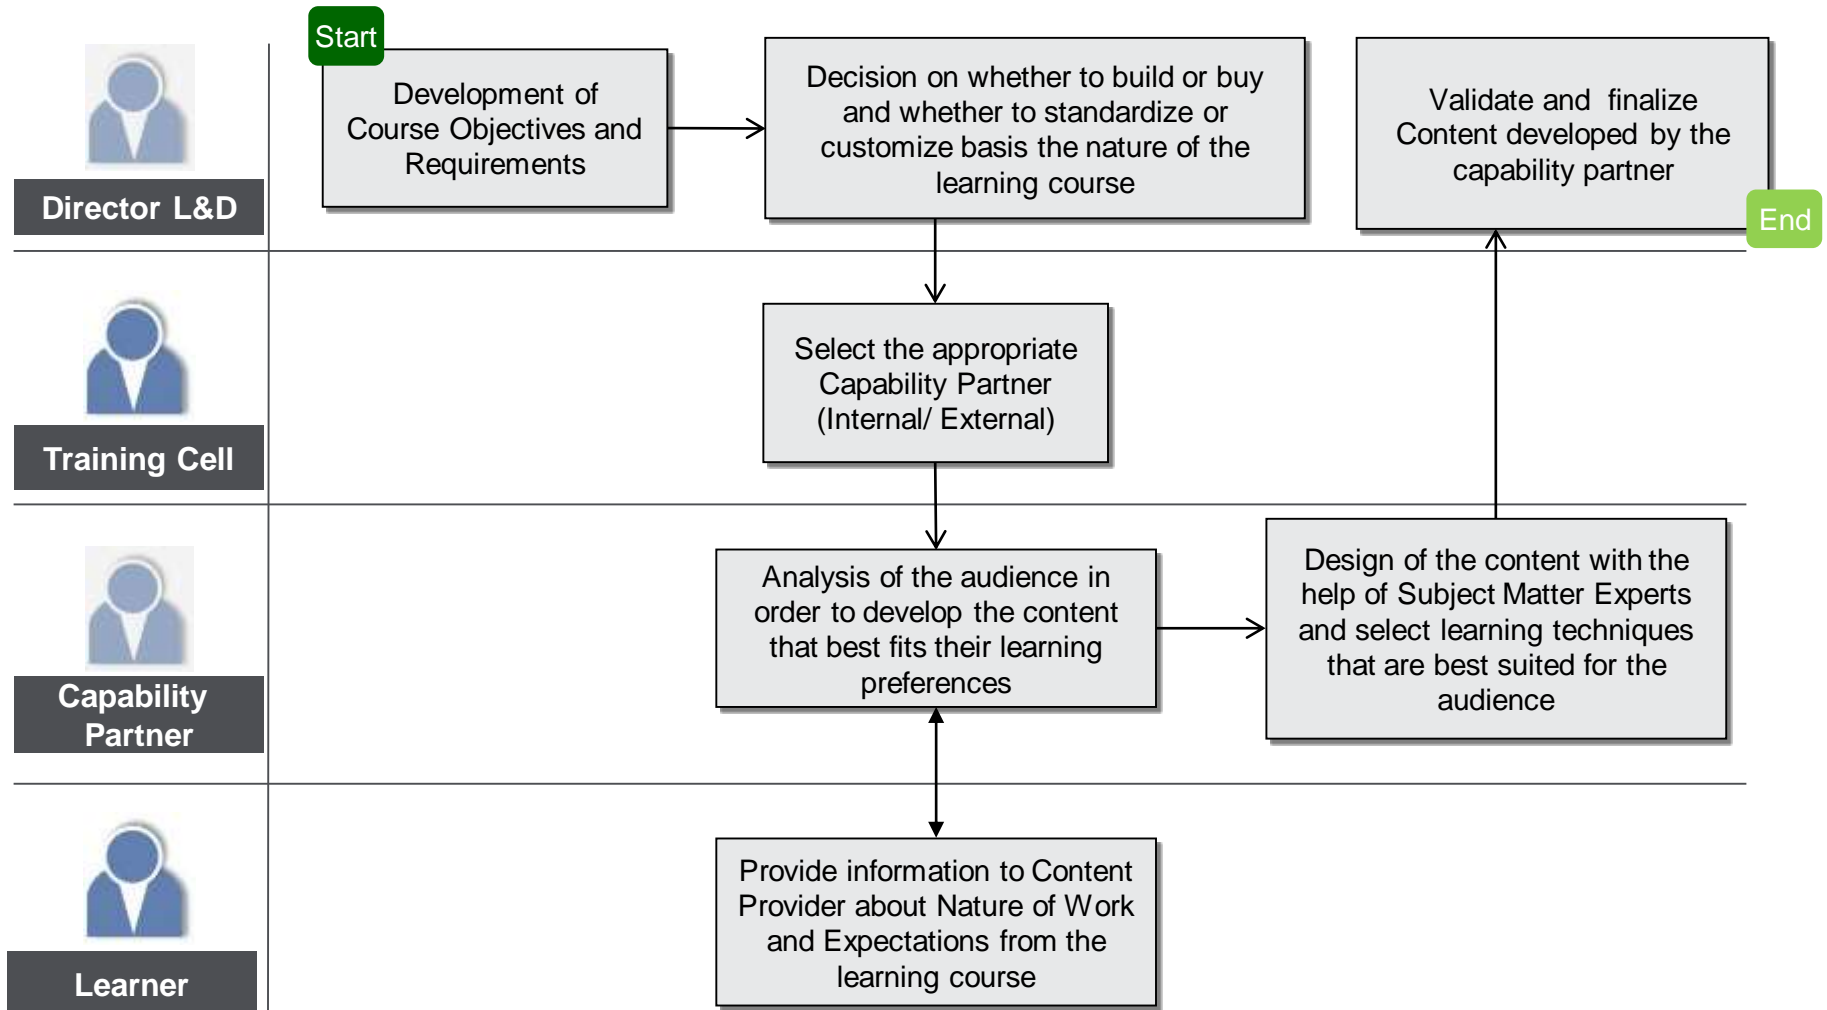 Start
Development of
Course Objectives and
Requirements
Decision on whether to build or buy
and whether to standardize or
customize basis the nature of the
learning course
Validate and finalize
Content developed by the
capability partner
End
Director L&D
Select the appropriate
Capability Partner
(Internal/ External)
Training Cell
Analysis of the audience in
order to develop the content
that best fits their learning
preferences
Design of the content with the
help of Subject Matter Experts
and select learning techniques
that are best suited for the
audience
Capability
Partner
Provide information to Content
Provider about Nature of Work
and Expectations from the
learning course
Learner